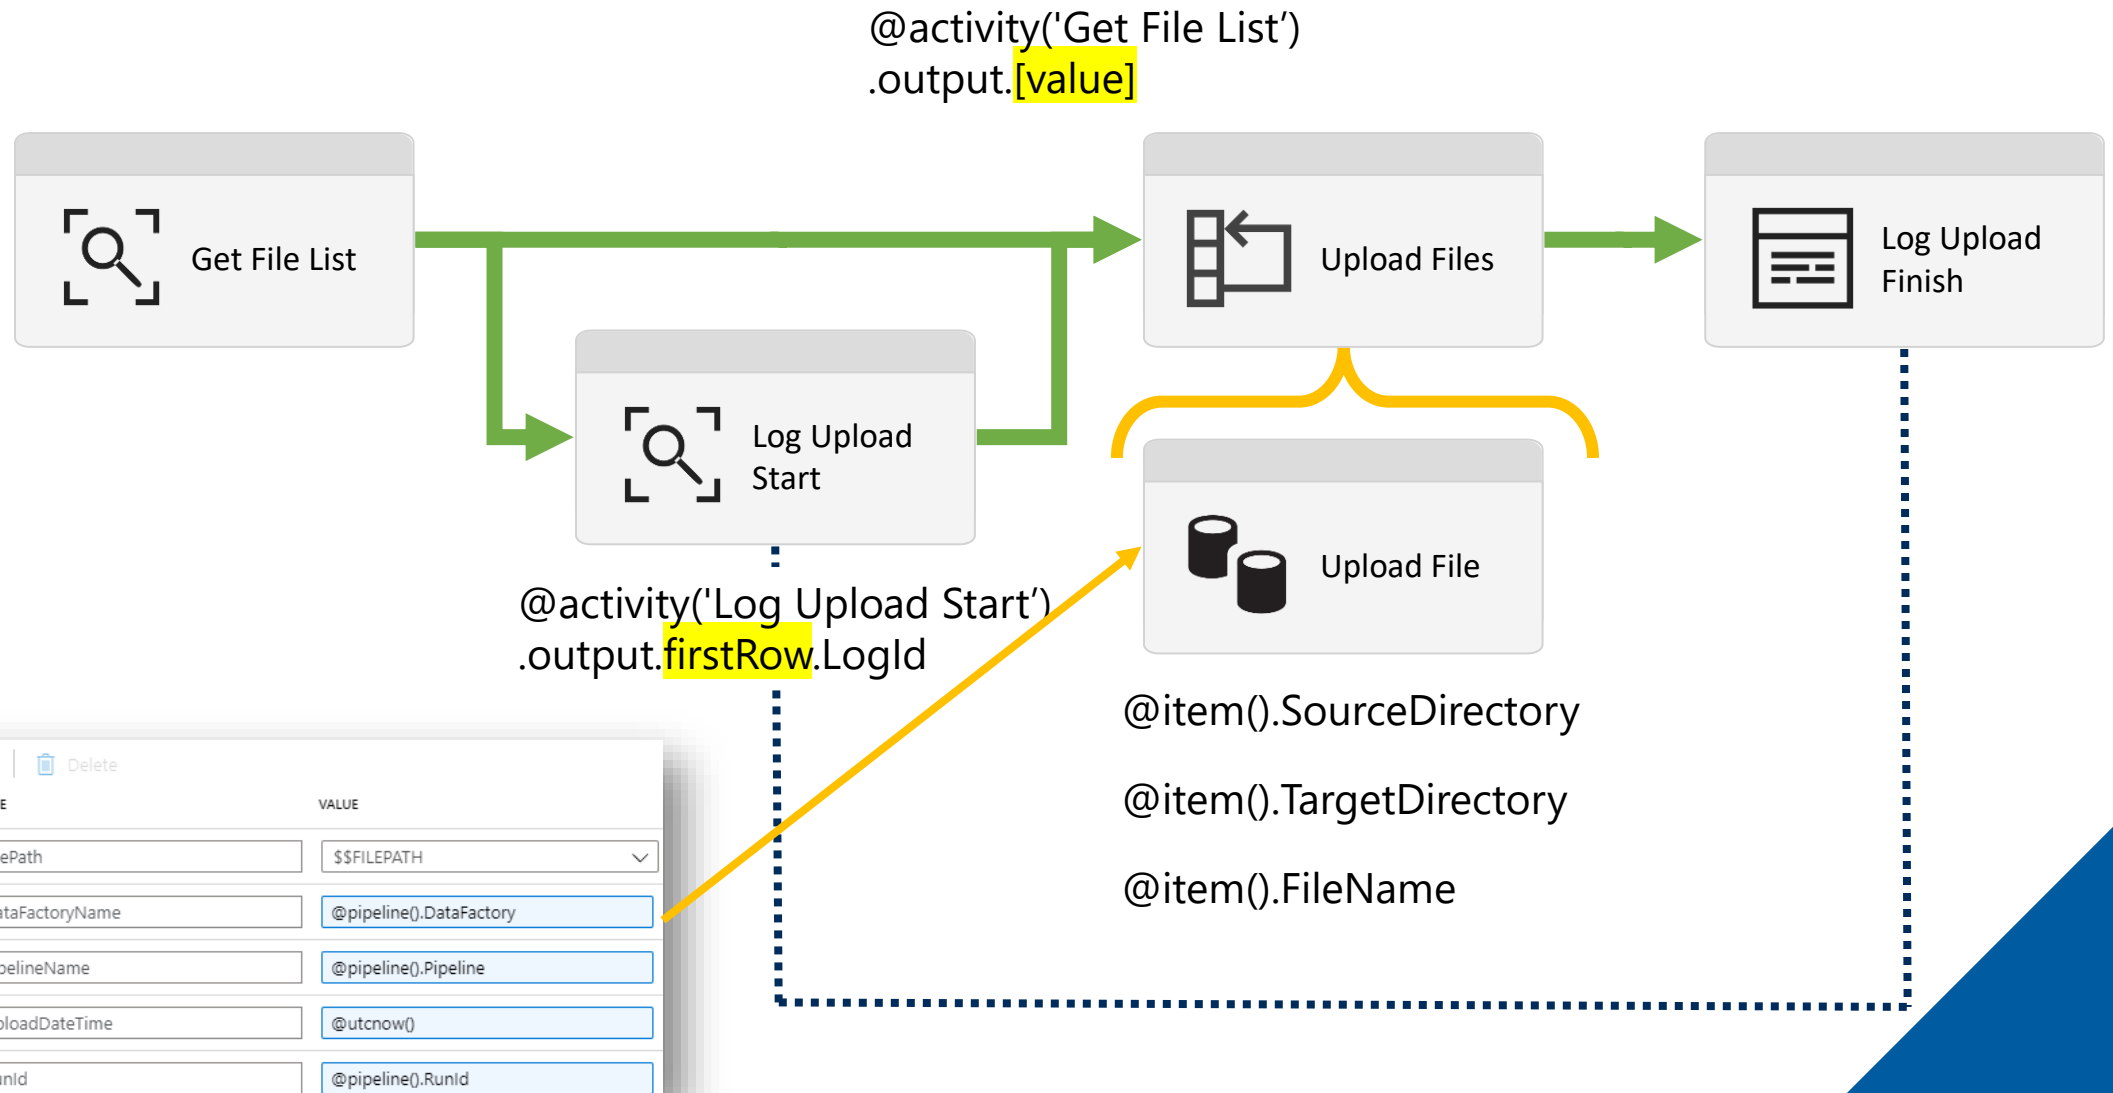 @activity('Get File List’)
.output.[value]
Get File List
Upload Files
Log Upload
Finish
Log Upload
Start
@activity('Log Upload Start’)
.output.firstRow.LogId
Upload File
@item().SourceDirectory
@item().TargetDirectory
@item().FileName
Delete
E
VALUE
ePath
$$FILEPATH
ataFactoryName
@pipeline().DataFactory
pelineName
@pipeline().Pipeline
loadDateTime
@utcnow()
unId
@pipeline().RunId